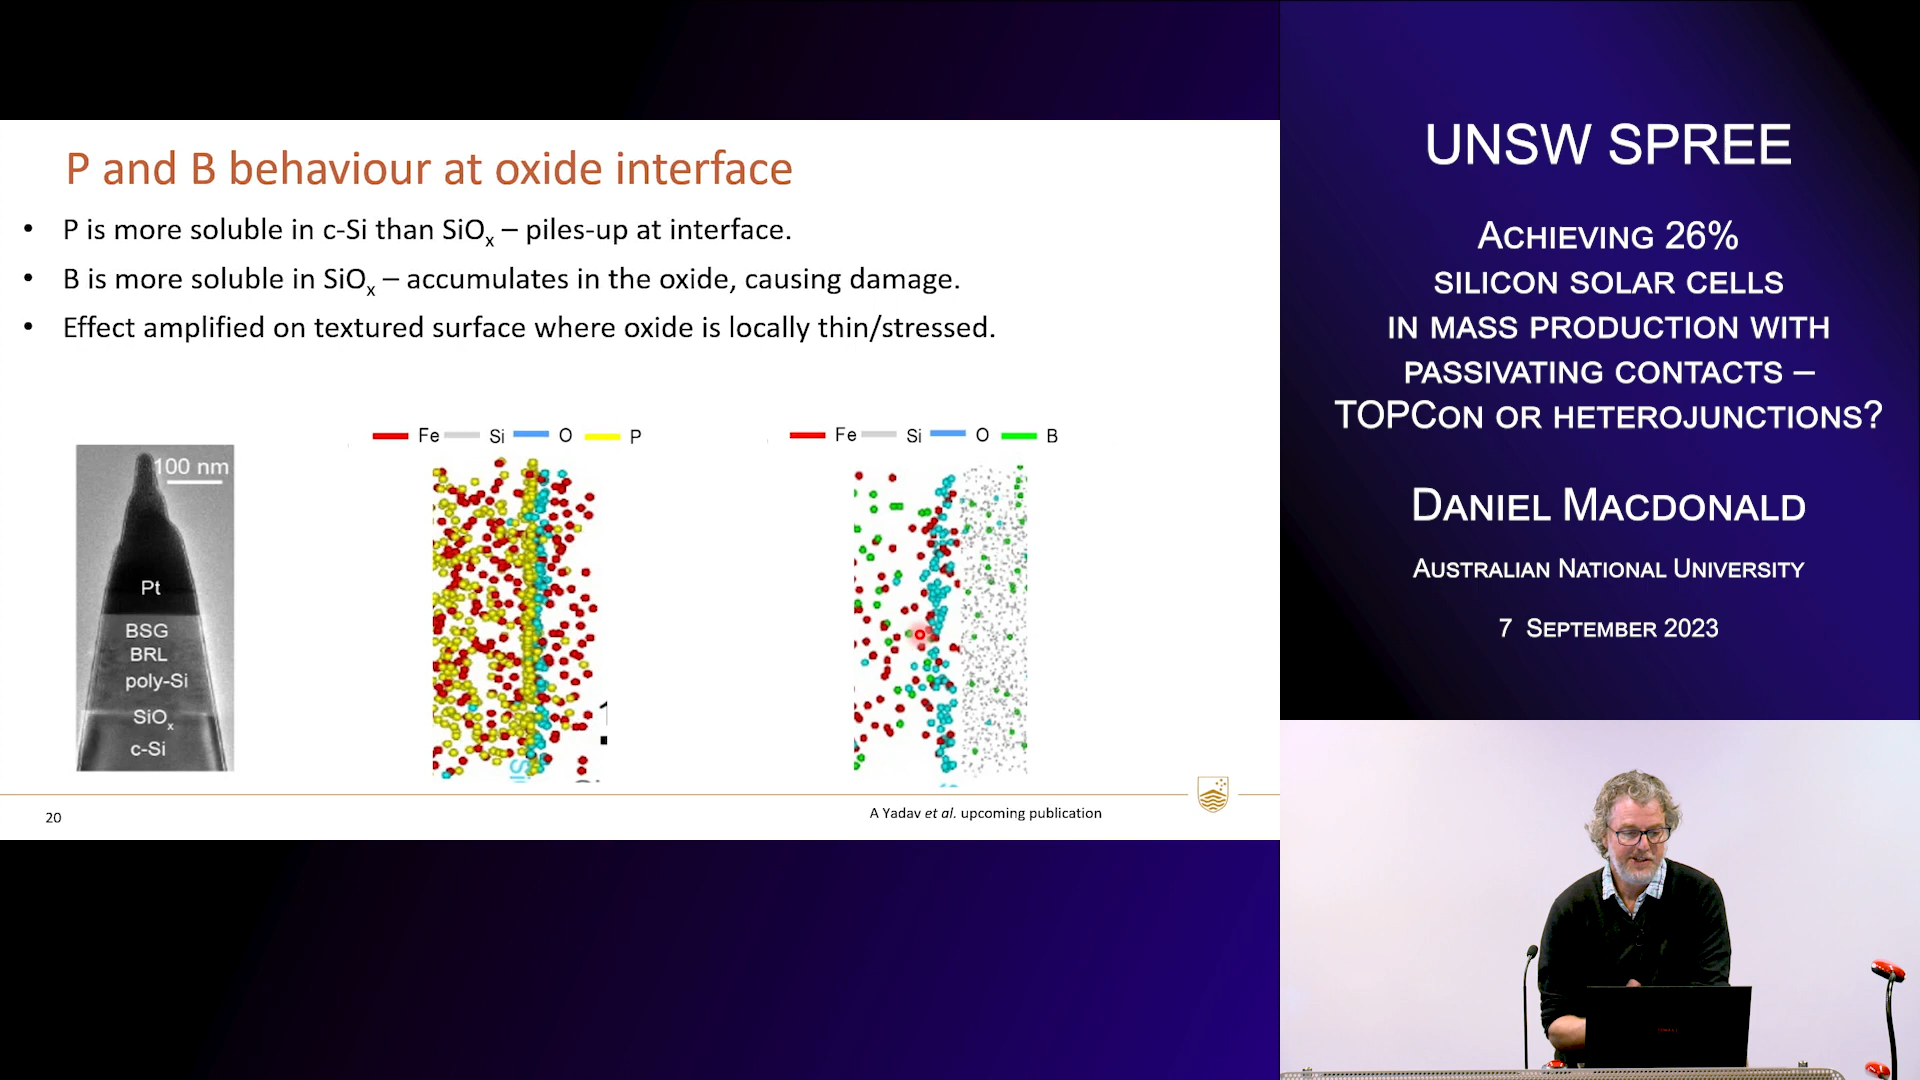 P and B behaviour at oxide interface
• P is more soluble in c-Si than SiOx – piles-up at interface.
• B is more soluble in SiOx – accumulates in the oxide, causing damage.
• Effect amplified on textured surface where oxide is locally thin/stressed.
100 nm
Pt
BSG
BRL
poly-Si
SiOx
c-Si
Fe Si O P
Fe Si O B
A Yadav et al. upcoming publication
20
UNSW SPREE
Achieving 26%
silicon solar cells
in mass production with
passivating contacts –
TOPCon or heterojunctions?
Daniel Macdonald
Australian National University
7 September 2023